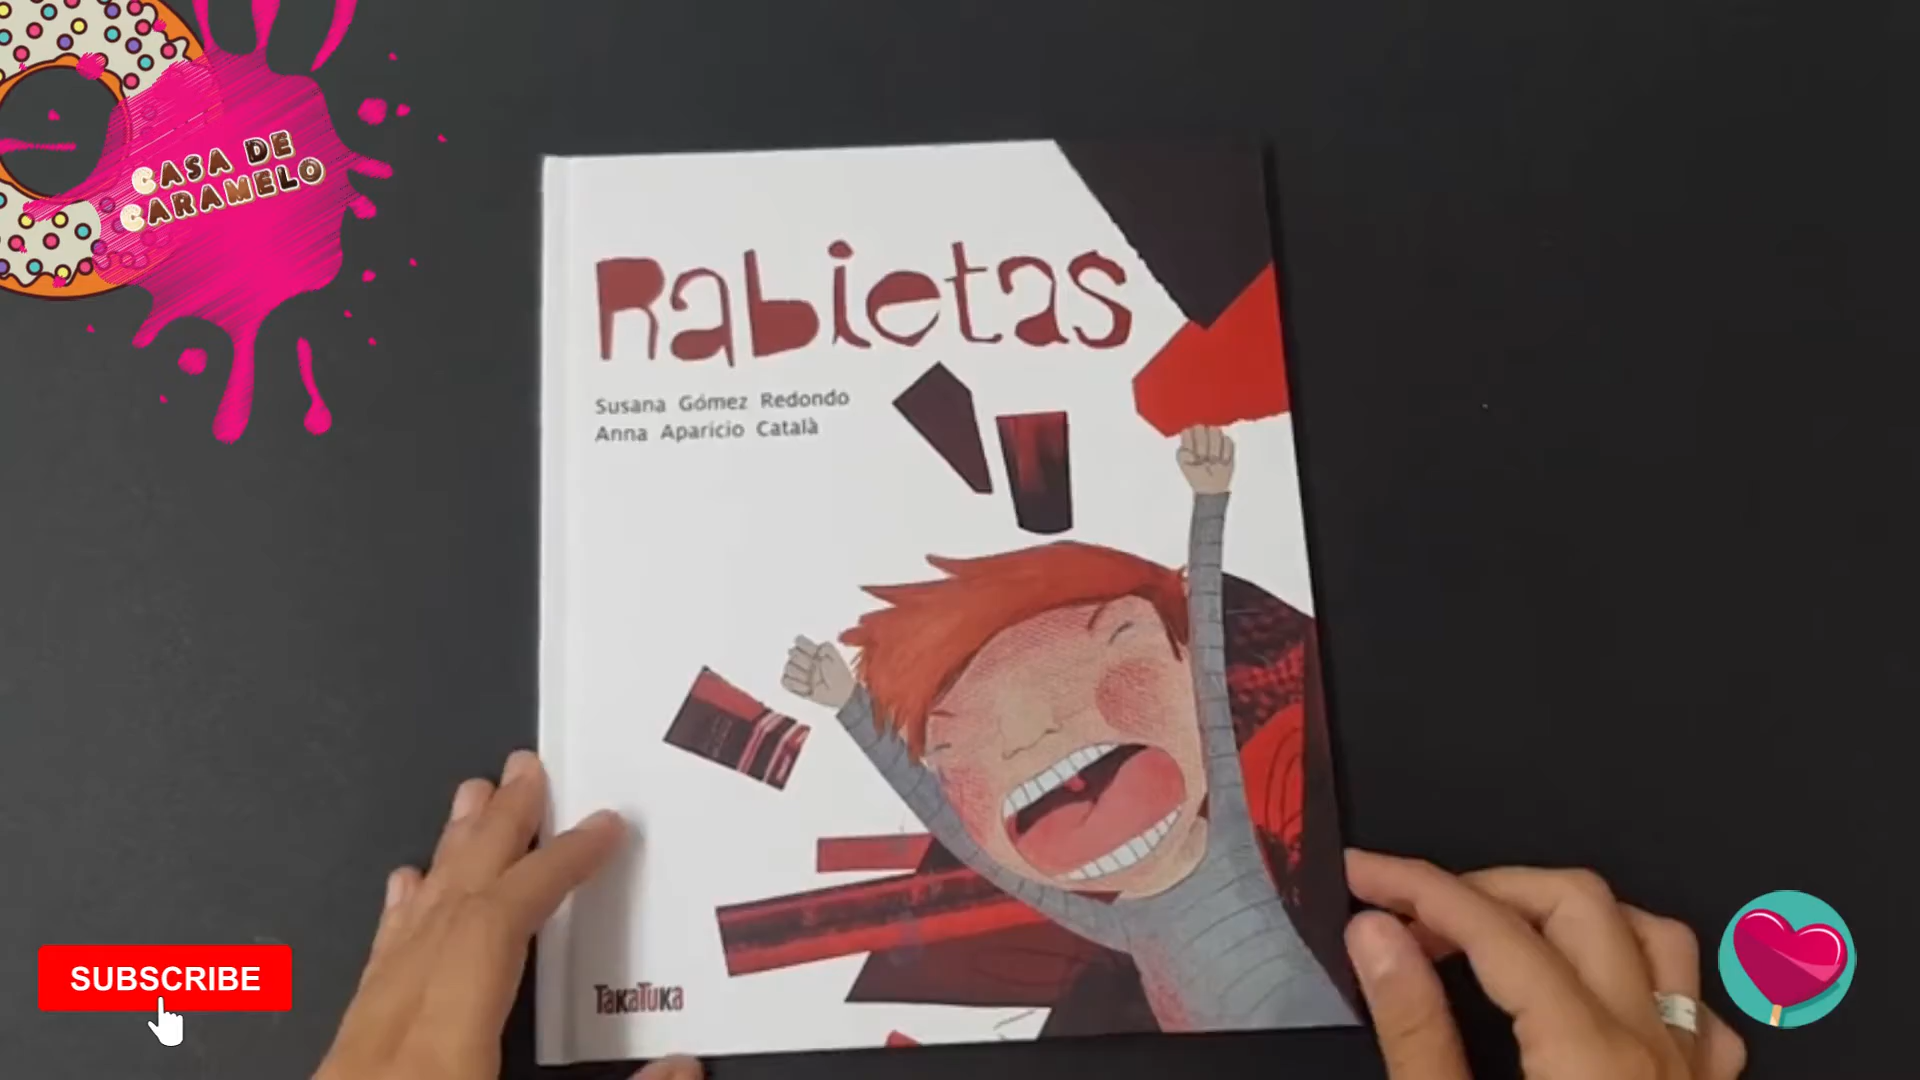 CASA DE
CARAMELO
Rabietas
Susana Gómez Redondo
Anna Aparicio Català
TAKATUKA
SUBSCRIBE